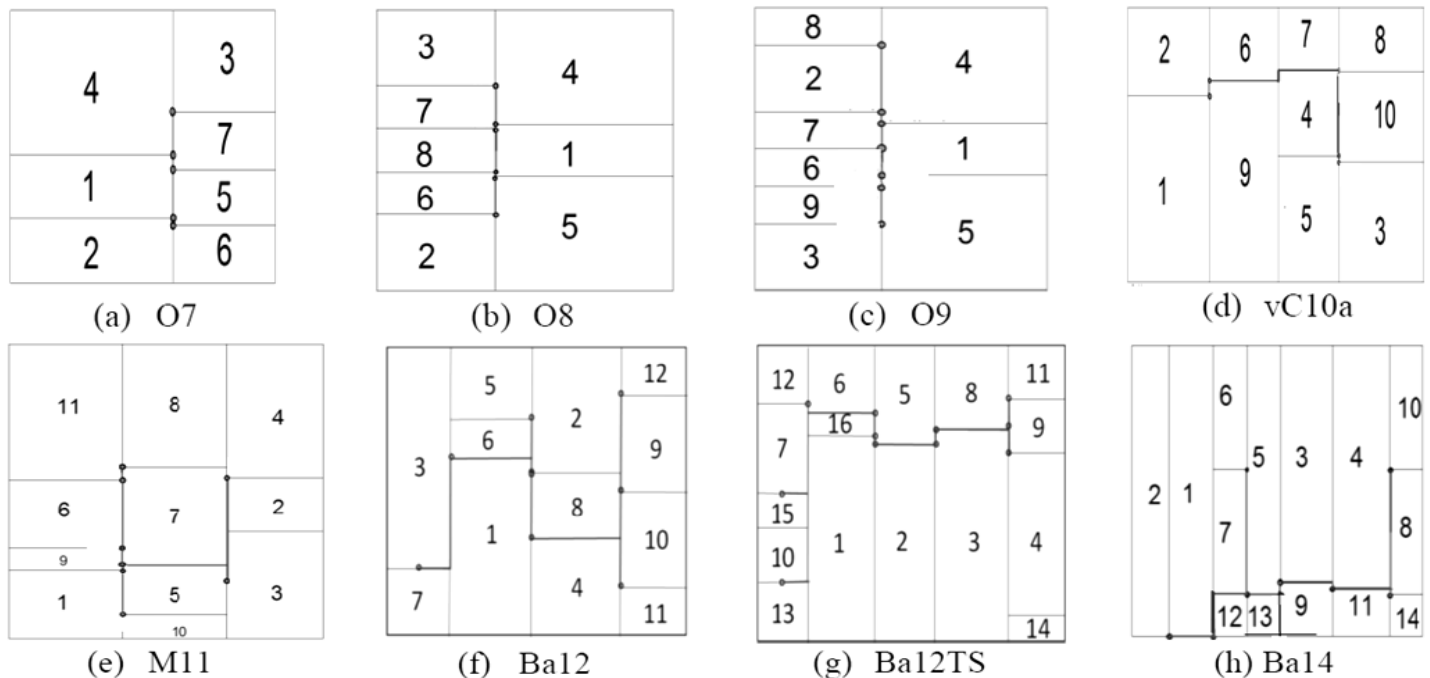 4 3
7
1 5
2 6
(a) O7
3 4
7
8 1
6
2 5
(b) O8
8
2 4
7
6 1
9
3 5
(c) O9
2 6 7 8
4 10
1 9
5 3
(d) vC10a
11 8 4
6 7 2
9
1 5 3
10
(e) M11
5 2 12
3 6 9
1 8 10
7 4 11
(f) Ba12
12 6 5 8 11
7 16 9
15 1 2 3 4
10
13 14
(g) Ba12TS
6 10
2 1 5 3 4
7 8
12 13 9 11 14
(h) Ba14